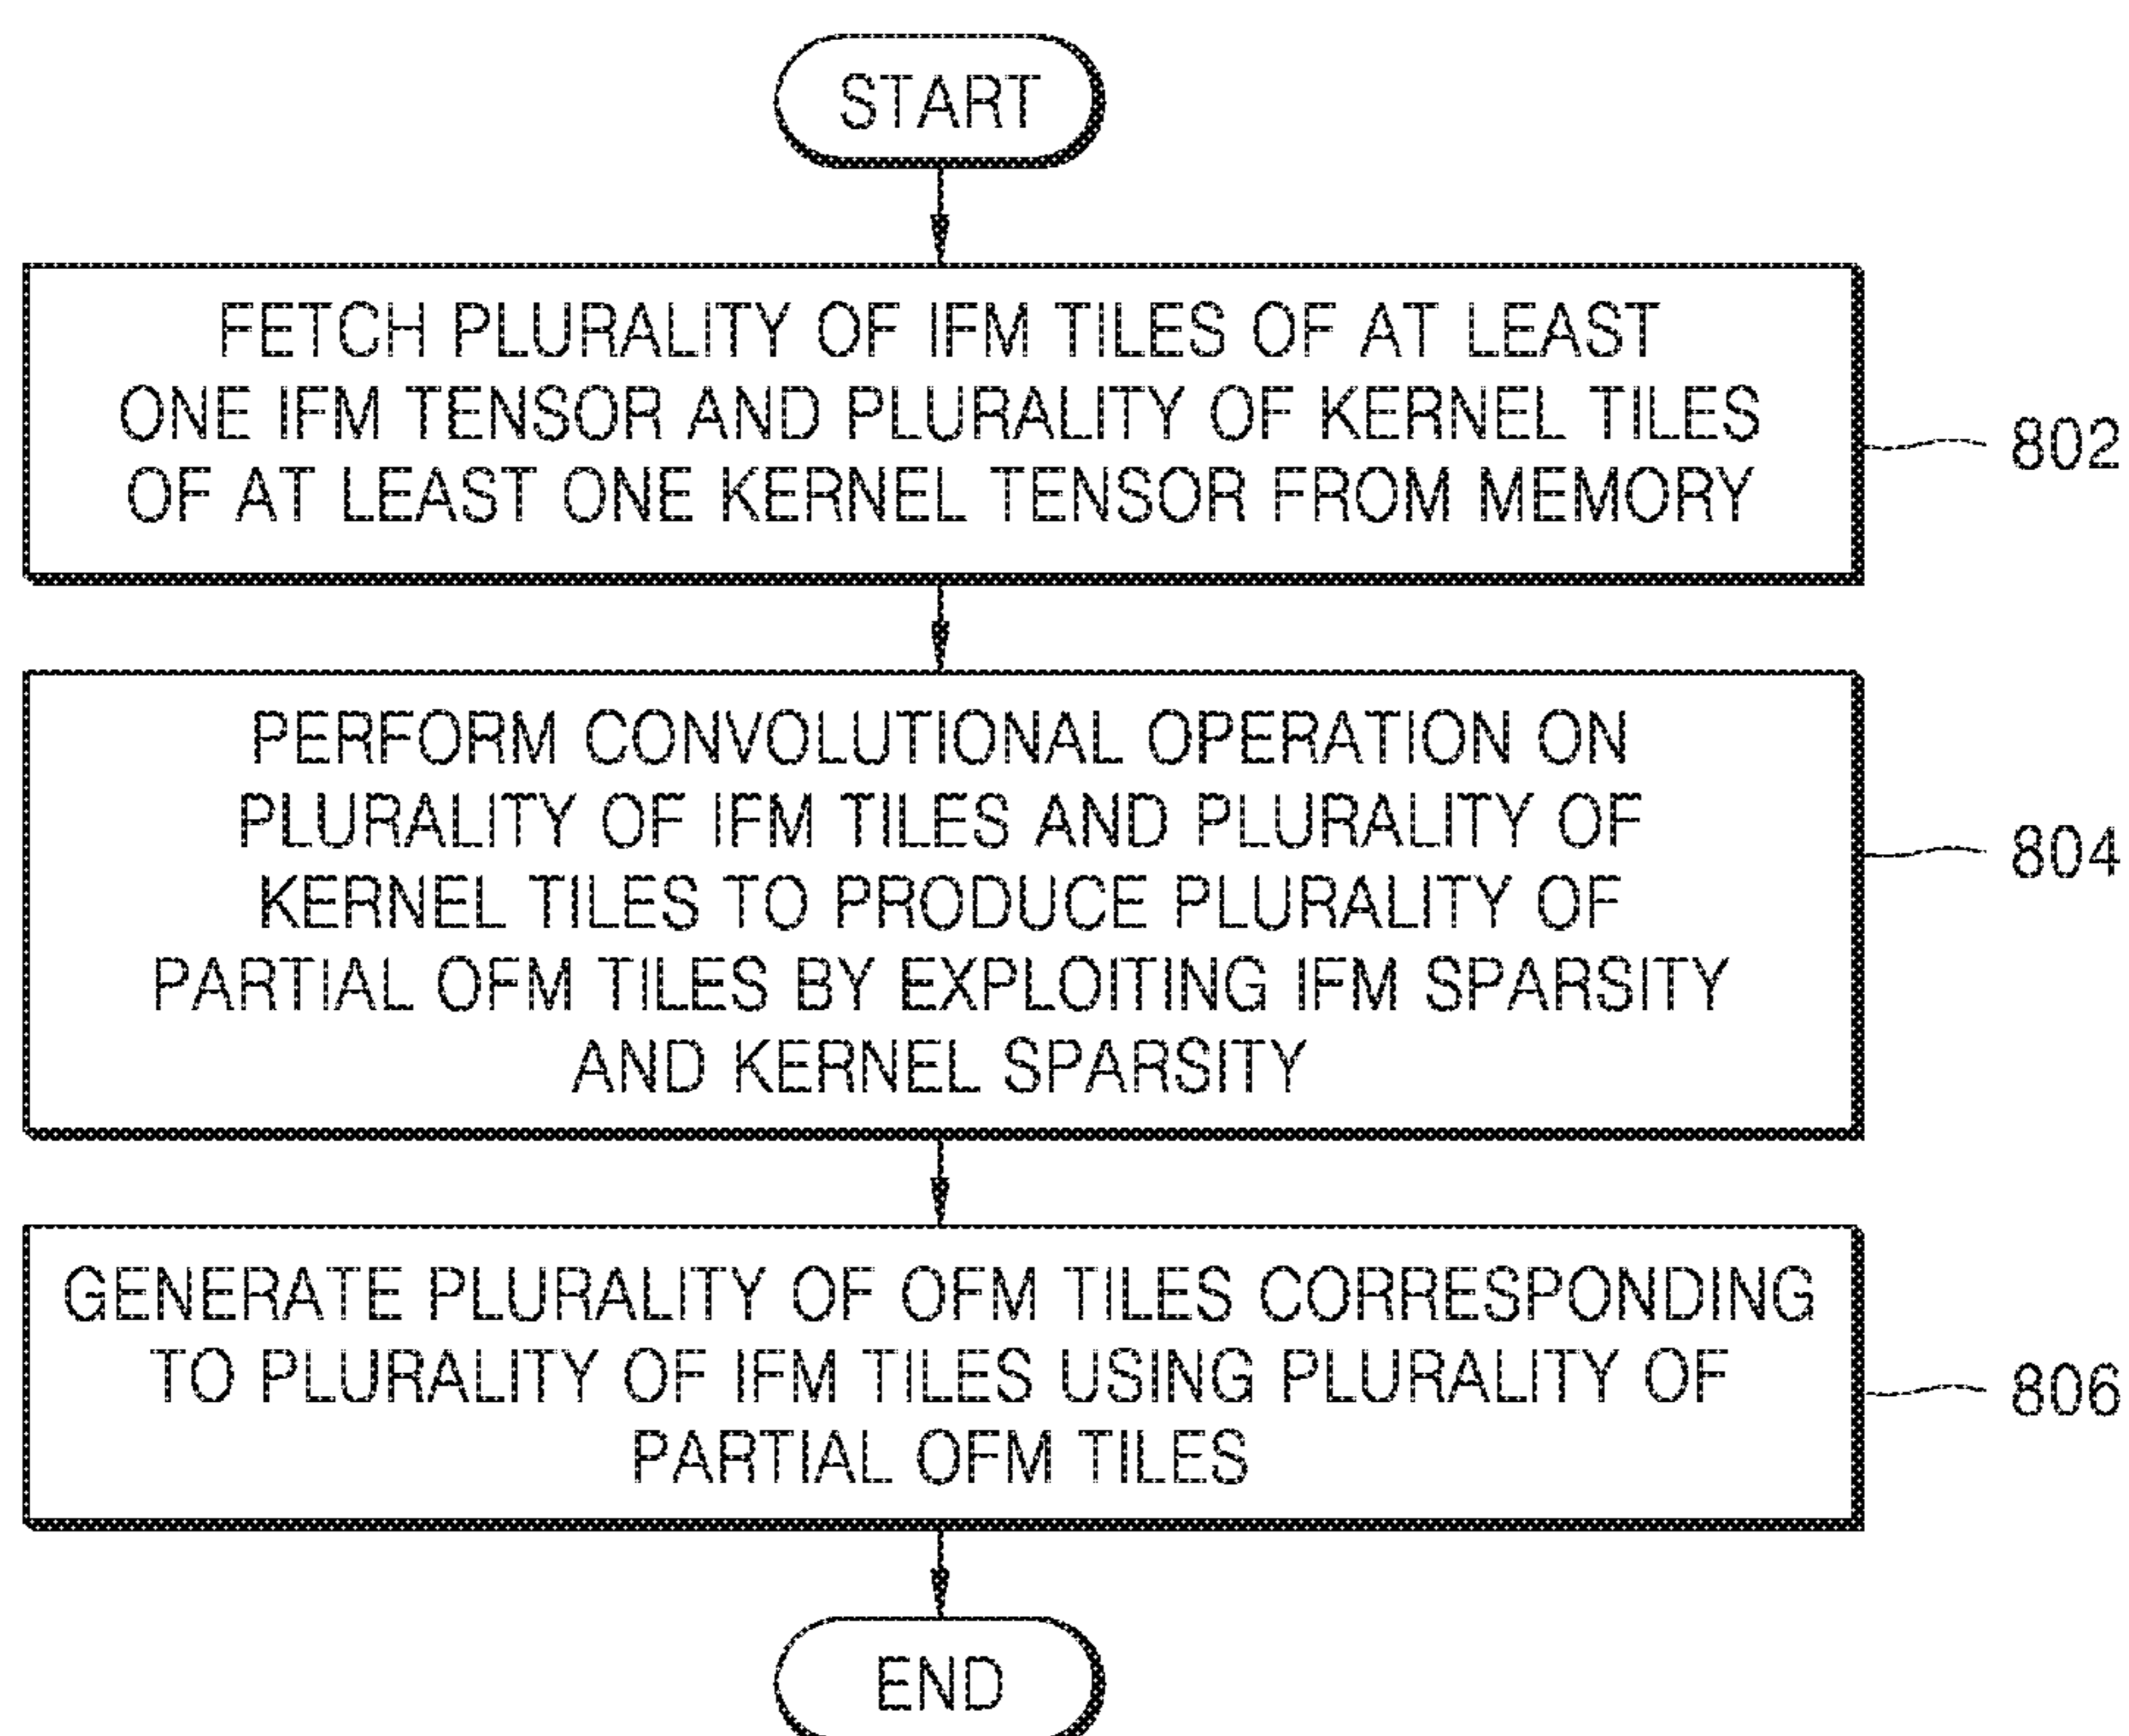 START
FETCH PLURALITY OF IFM TILES OF AT LEAST
ONE IFM TENSOR AND PLURALITY OF KERNEL TILES
OF AT LEAST ONE KERNEL TENSOR FROM MEMORY
802
PERFORM CONVOLUTIONAL OPERATION ON
PLURALITY OF IFM TILES AND PLURALITY OF
KERNEL TILES TO PRODUCE PLURALITY OF
PARTIAL OFM TILES BY EXPLOITING IFM SPARSITY
AND KERNEL SPARSITY
804
GENERATE PLURALITY OF OFM TILES CORRESPONDING
TO PLURALITY OF IFM TILES USING PLURALITY OF
PARTIAL OFM TILES
806
END